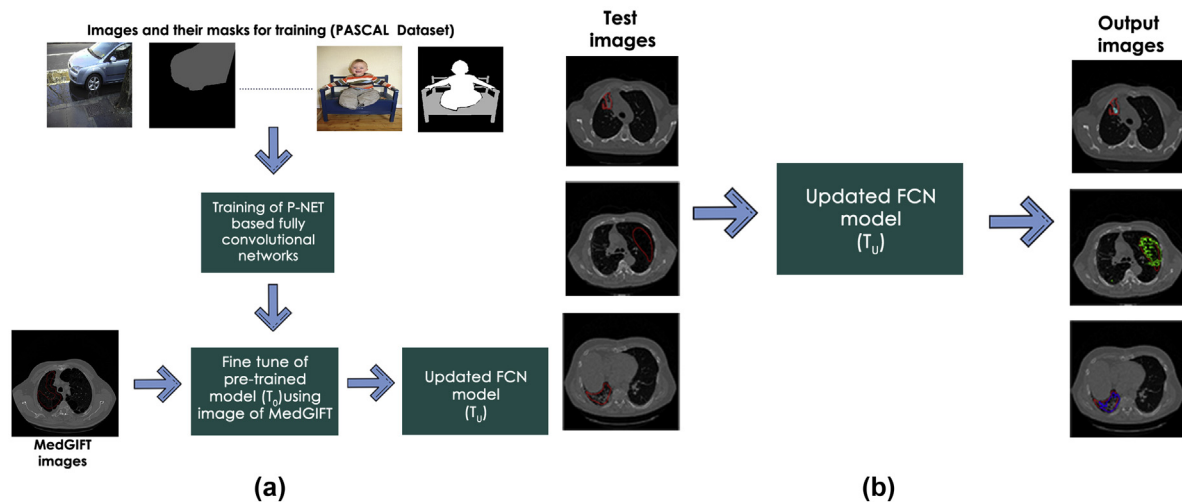 Images and their masks for training (PASCAL Dataset)
Training of P-NET
based fully
convolutional
networks
MedGIFT
images
Fine tune of
pre-trained
model (T₀)using
image of MedGIFT
Updated FCN
model
(Tᵤ)
(a)
Test
images
Updated FCN
model
(Tᵤ)
Output
images
(b)